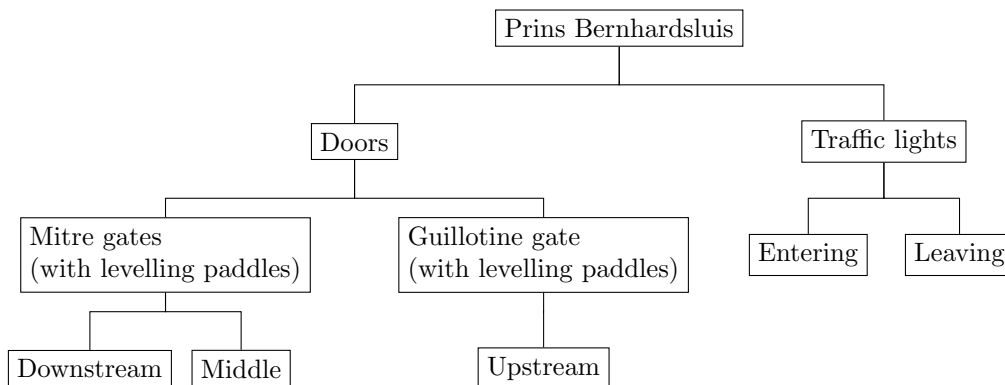 Prins Bernhardsluis
Doors
Traffic lights
Mitre gates
(with levelling paddles)
Guillotine gate
(with levelling paddles)
Entering
Leaving
Downstream
Middle
Upstream